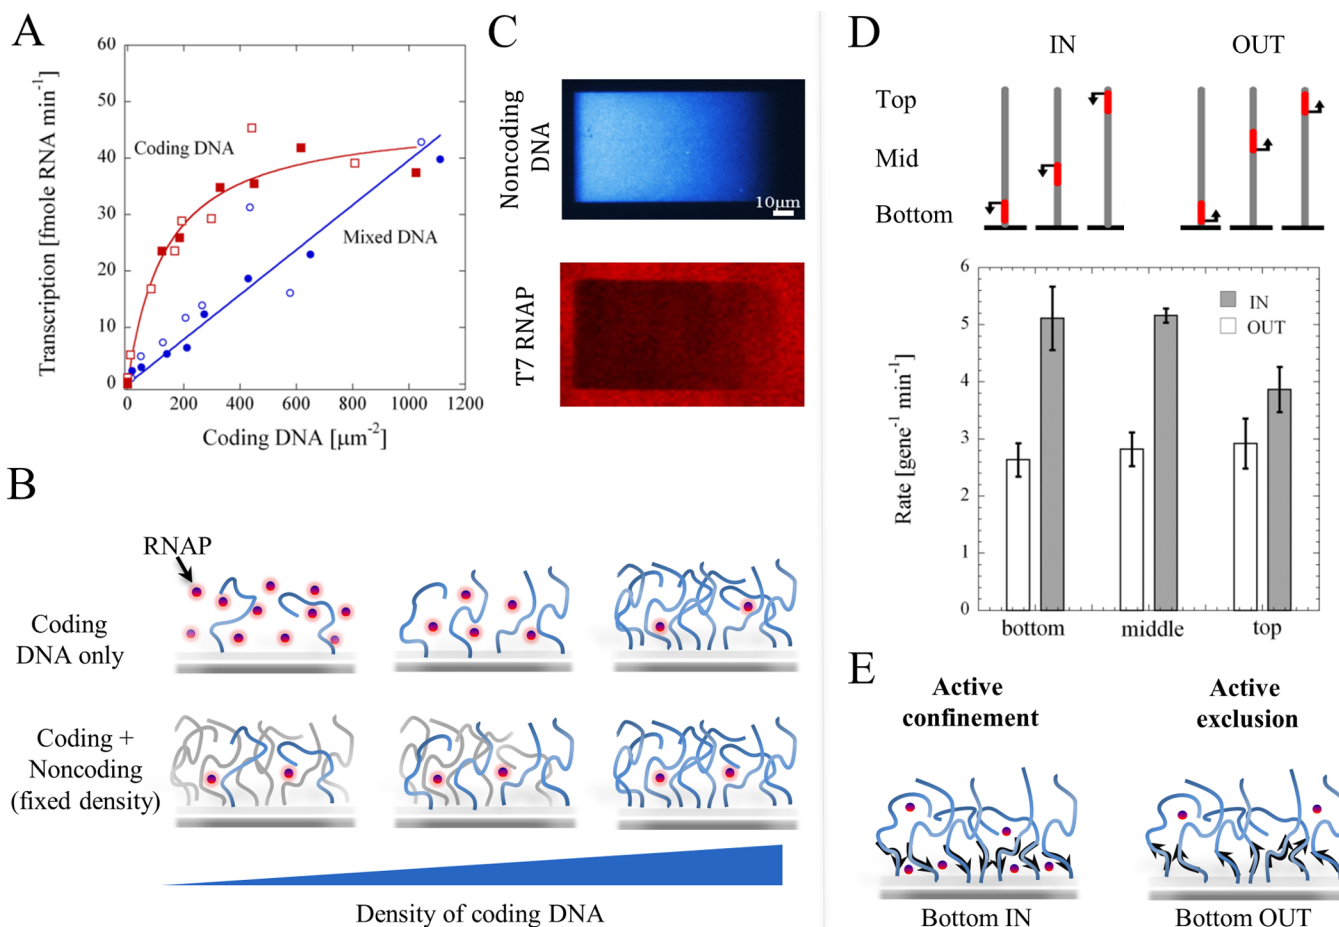 A
Transcription [fmole RNA min⁻¹]
60
50
40
30
20
10
0
Coding DNA
Mixed DNA
0
200
400
600
800
1000
1200
Coding DNA [µm⁻²]
B
RNAP
Coding
DNA only
Coding +
Noncoding
(fixed density)
Density of coding DNA
C
Noncoding
DNA
10µm
T7 RNAP
D
IN
OUT
Top
Mid
Bottom
Rate [gene⁻¹ min⁻¹]
6
5
4
3
2
1
0
IN
OUT
bottom
middle
top
E
Active
confinement
Active
exclusion
Bottom IN
Bottom OUT